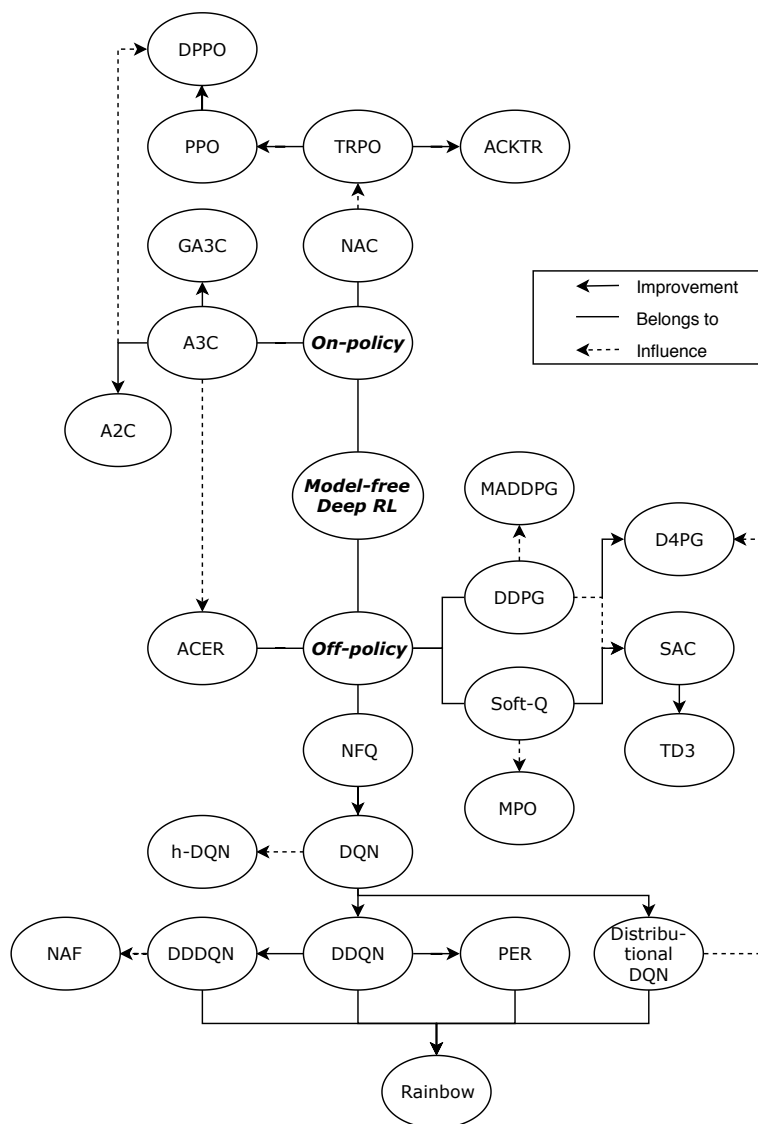 DPPO
PPO
TRPO
ACKTR
GA3C
NAC
Improvement
Belongs to
Influence
A3C
On-policy
A2C
Model-free
Deep RL
MADDPG
D4PG
DDPG
ACER
Off-policy
SAC
Soft-Q
NFQ
TD3
MPO
h-DQN
DQN
NAF
DDDQN
DDQN
PER
Distribu-
tional
DQN
Rainbow